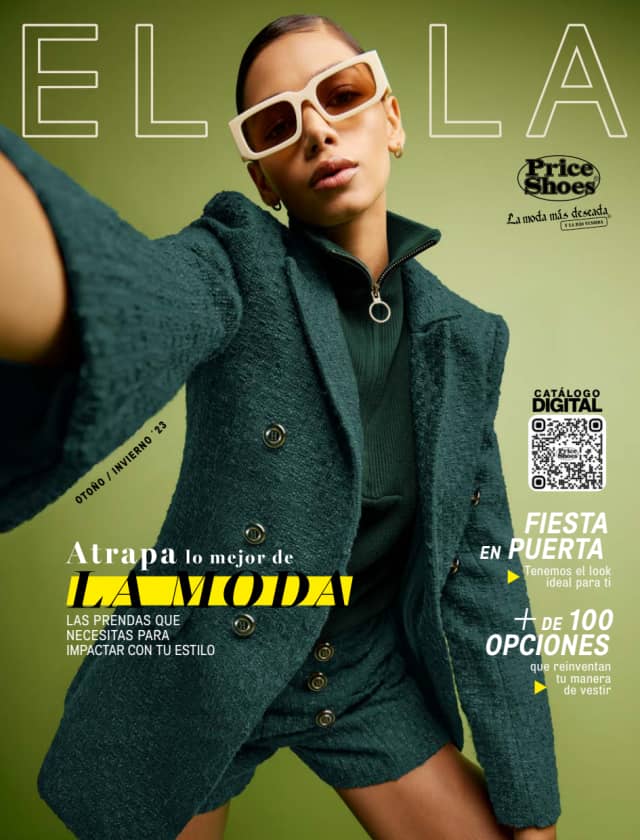 ELLA
Price
Shoes®
La moda más deseada
CATÁLOGO
DIGITAL
Price
Shoes
OTOÑO / INVIERNO ´23
FIESTA
EN PUERTA
Tenemos el look
ideal para ti
Atrapa lo mejor de
LA MODA
LAS PRENDAS QUE
NECESITAS PARA
IMPACTAR CON TU ESTILO
+ DE 100
OPCIONES
que reinventan
tu manera
de vestir